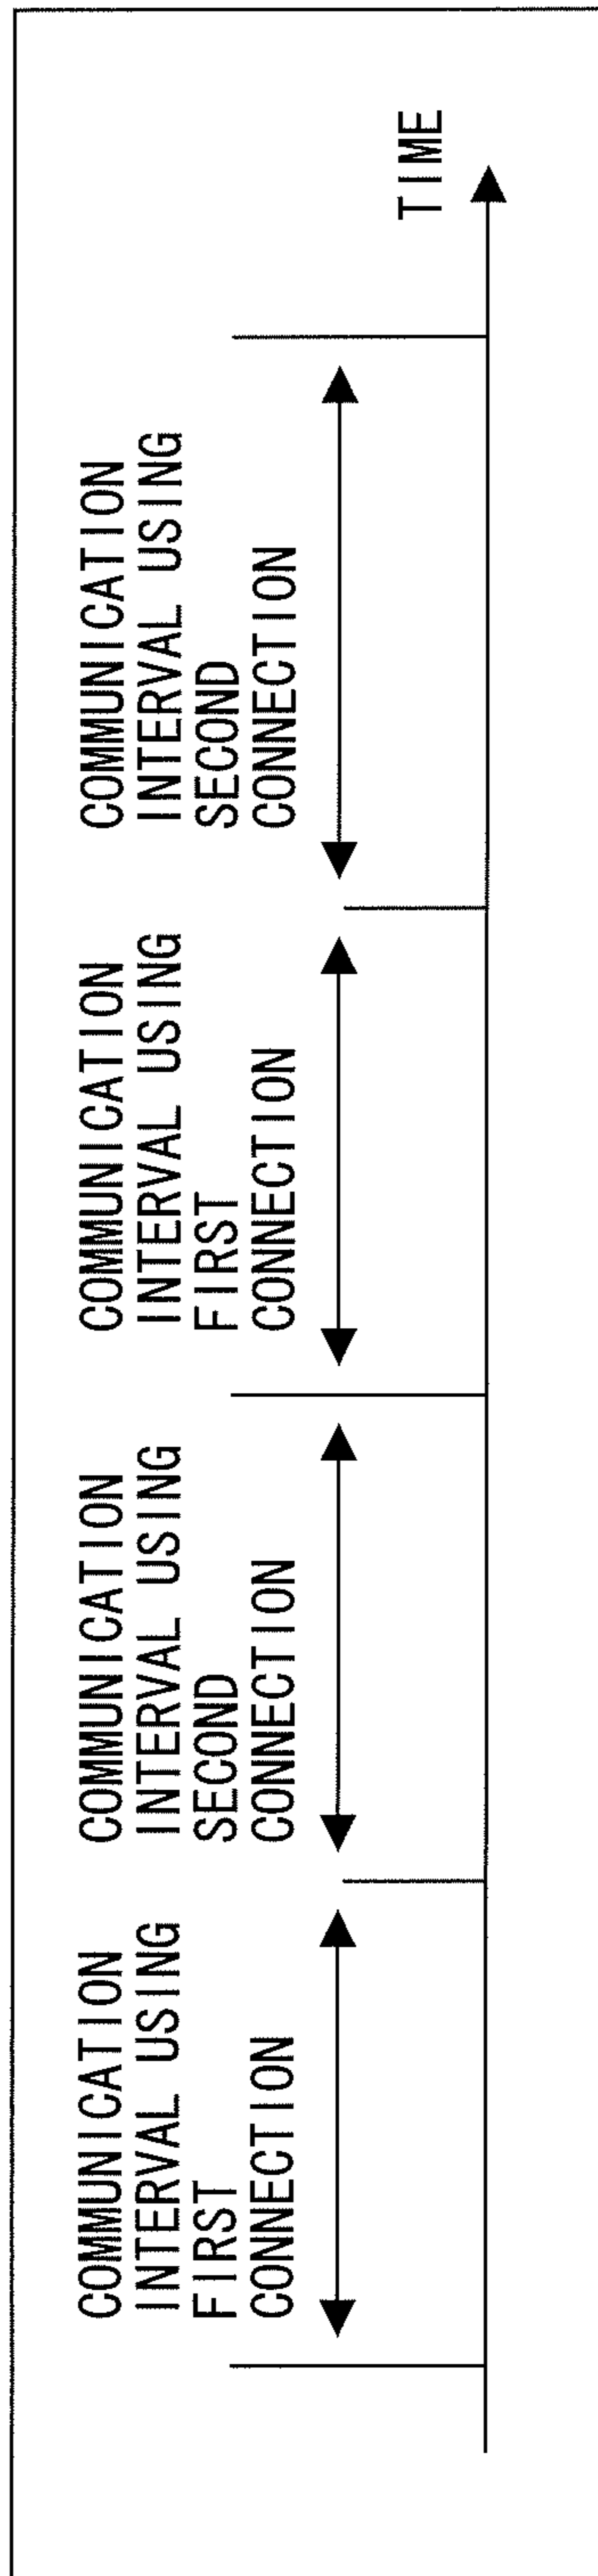 COMMUNICATION
INTERVAL USING
FIRST
CONNECTION
COMMUNICATION
INTERVAL USING
SECOND
CONNECTION
COMMUNICATION
INTERVAL USING
FIRST
CONNECTION
COMMUNICATION
INTERVAL USING
SECOND
CONNECTION
TIME